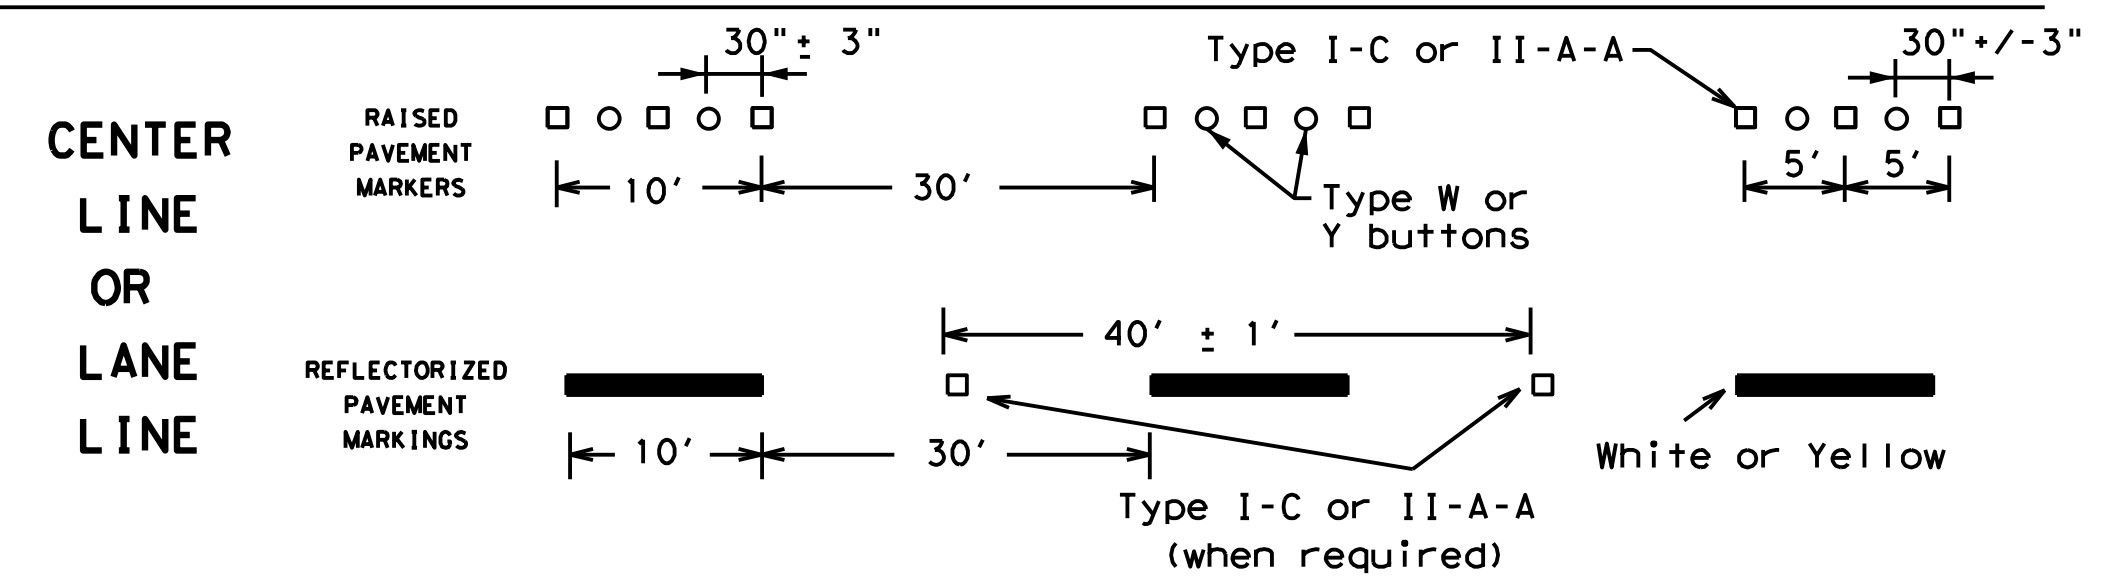 30"± 3"
Type I-C or II-A-A
30"+/-3"
CENTER
LINE
OR
LANE
LINE
RAISED
PAVEMENT
MARKERS
10'
30'
5'
5'
Type W or
Y buttons
40' ± 1'
REFLECTORIZED
PAVEMENT
MARKINGS
10'
30'
White or Yellow
Type I-C or II-A-A
(when required)